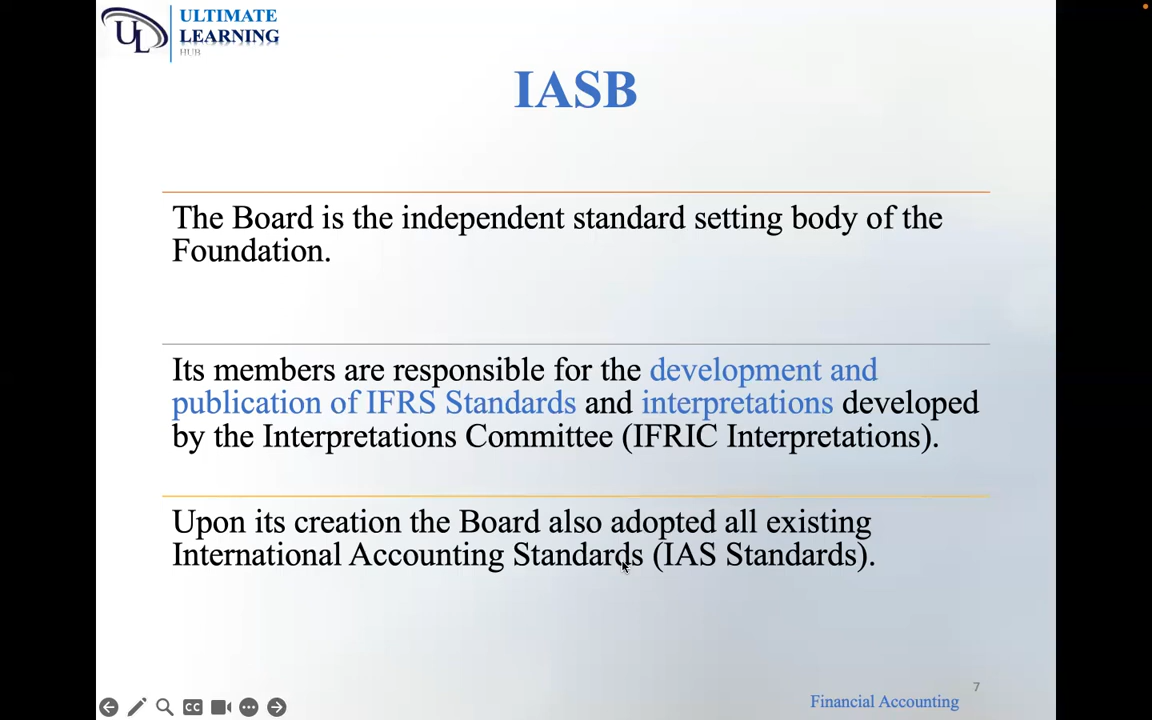 ULTIMATE
LEARNING
HUB
UL
IASB
The Board is the independent standard setting body of the
Foundation.
Its members are responsible for the development and
publication of IFRS Standards and interpretations developed
by the Interpretations Committee (IFRIC Interpretations).
Upon its creation the Board also adopted all existing
International Accounting Standards (IAS Standards).
7
Financial Accounting
CC